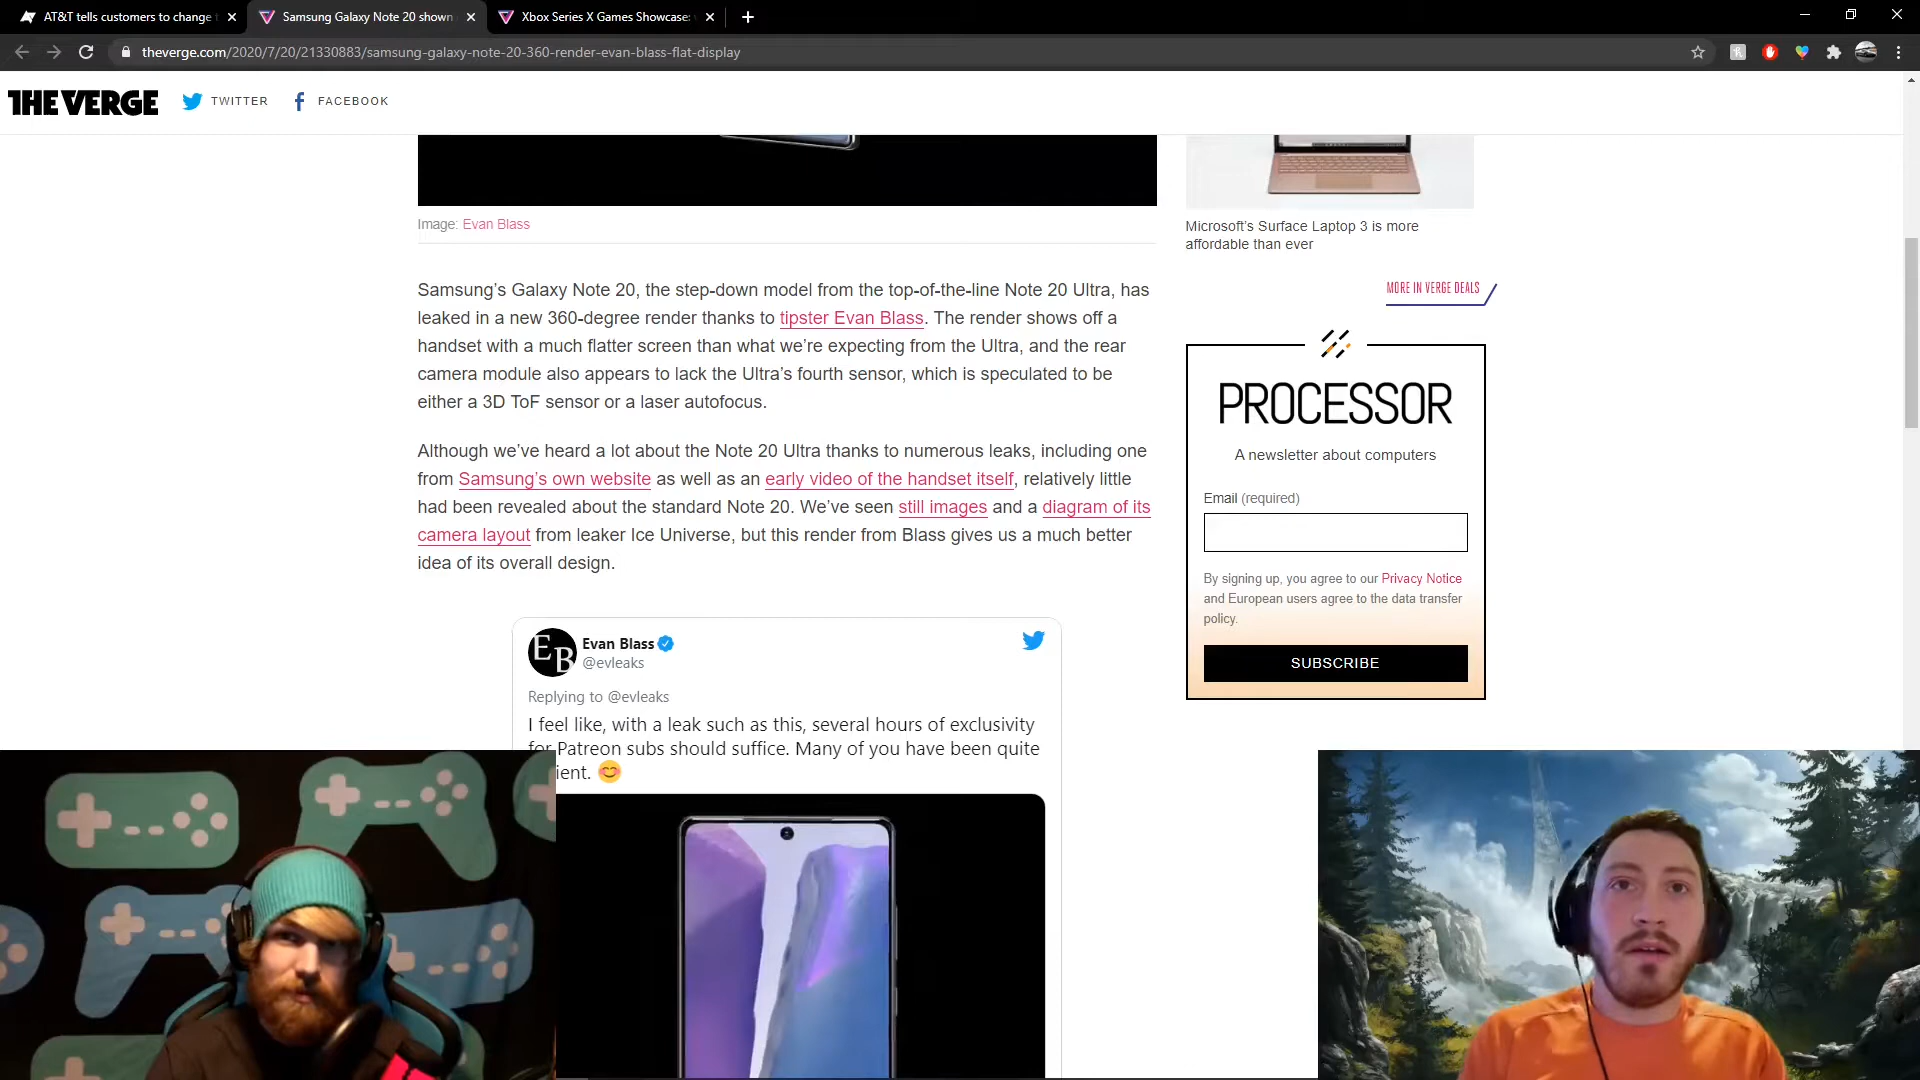 AT&T tells customers to change
Samsung Galaxy Note 20 shown
Xbox Series X Games Showcase:
theverge.com/2020/7/20/21330883/samsung-galaxy-note-20-360-render-evan-blass-flat-display
THE VERGE
TWITTER
FACEBOOK
Image: Evan Blass
Samsung’s Galaxy Note 20, the step-down model from the top-of-the-line Note 20 Ultra, has
leaked in a new 360-degree render thanks to tipster Evan Blass. The render shows off a
handset with a much flatter screen than what we’re expecting from the Ultra, and the rear
camera module also appears to lack the Ultra’s fourth sensor, which is speculated to be
either a 3D ToF sensor or a laser autofocus.
Although we’ve heard a lot about the Note 20 Ultra thanks to numerous leaks, including one
from Samsung’s own website as well as an early video of the handset itself, relatively little
had been revealed about the standard Note 20. We’ve seen still images and a diagram of its
camera layout from leaker Ice Universe, but this render from Blass gives us a much better
idea of its overall design.
EB
Evan Blass
@evleaks
Replying to @evleaks
I feel like, with a leak such as this, several hours of exclusivity
for Patreon subs should suffice. Many of you have been quite
ient. 😊
Microsoft’s Surface Laptop 3 is more
affordable than ever
MORE IN VERGE DEALS
PROCESSOR
A newsletter about computers
Email (required)
By signing up, you agree to our Privacy Notice
and European users agree to the data transfer
policy.
SUBSCRIBE